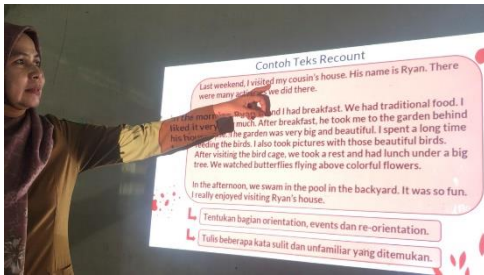 Contoh Teks Recount
Last weekend, I visited my cousin's house. His name is Ryan. There
were many we did there.
In the morning, Ryan and I had breakfast. We had traditional food. I
liked it very much. After breakfast, he took me to the garden behind
his The garden was very big and beautiful. I spent a long time
feeding the birds. I also took pictures with those beautiful birds.
After visiting the bird cage, we took a rest and had lunch under a big
tree. We watched butterflies flying above colorful flowers.
In the afternoon, we swam in the pool in the backyard. It was so fun.
I really enjoyed visiting Ryan's house.
Tentukan bagian orientation, events dan re-orientation.
Tulis beberapa kata sulit dan unfamiliar yang ditemukan.